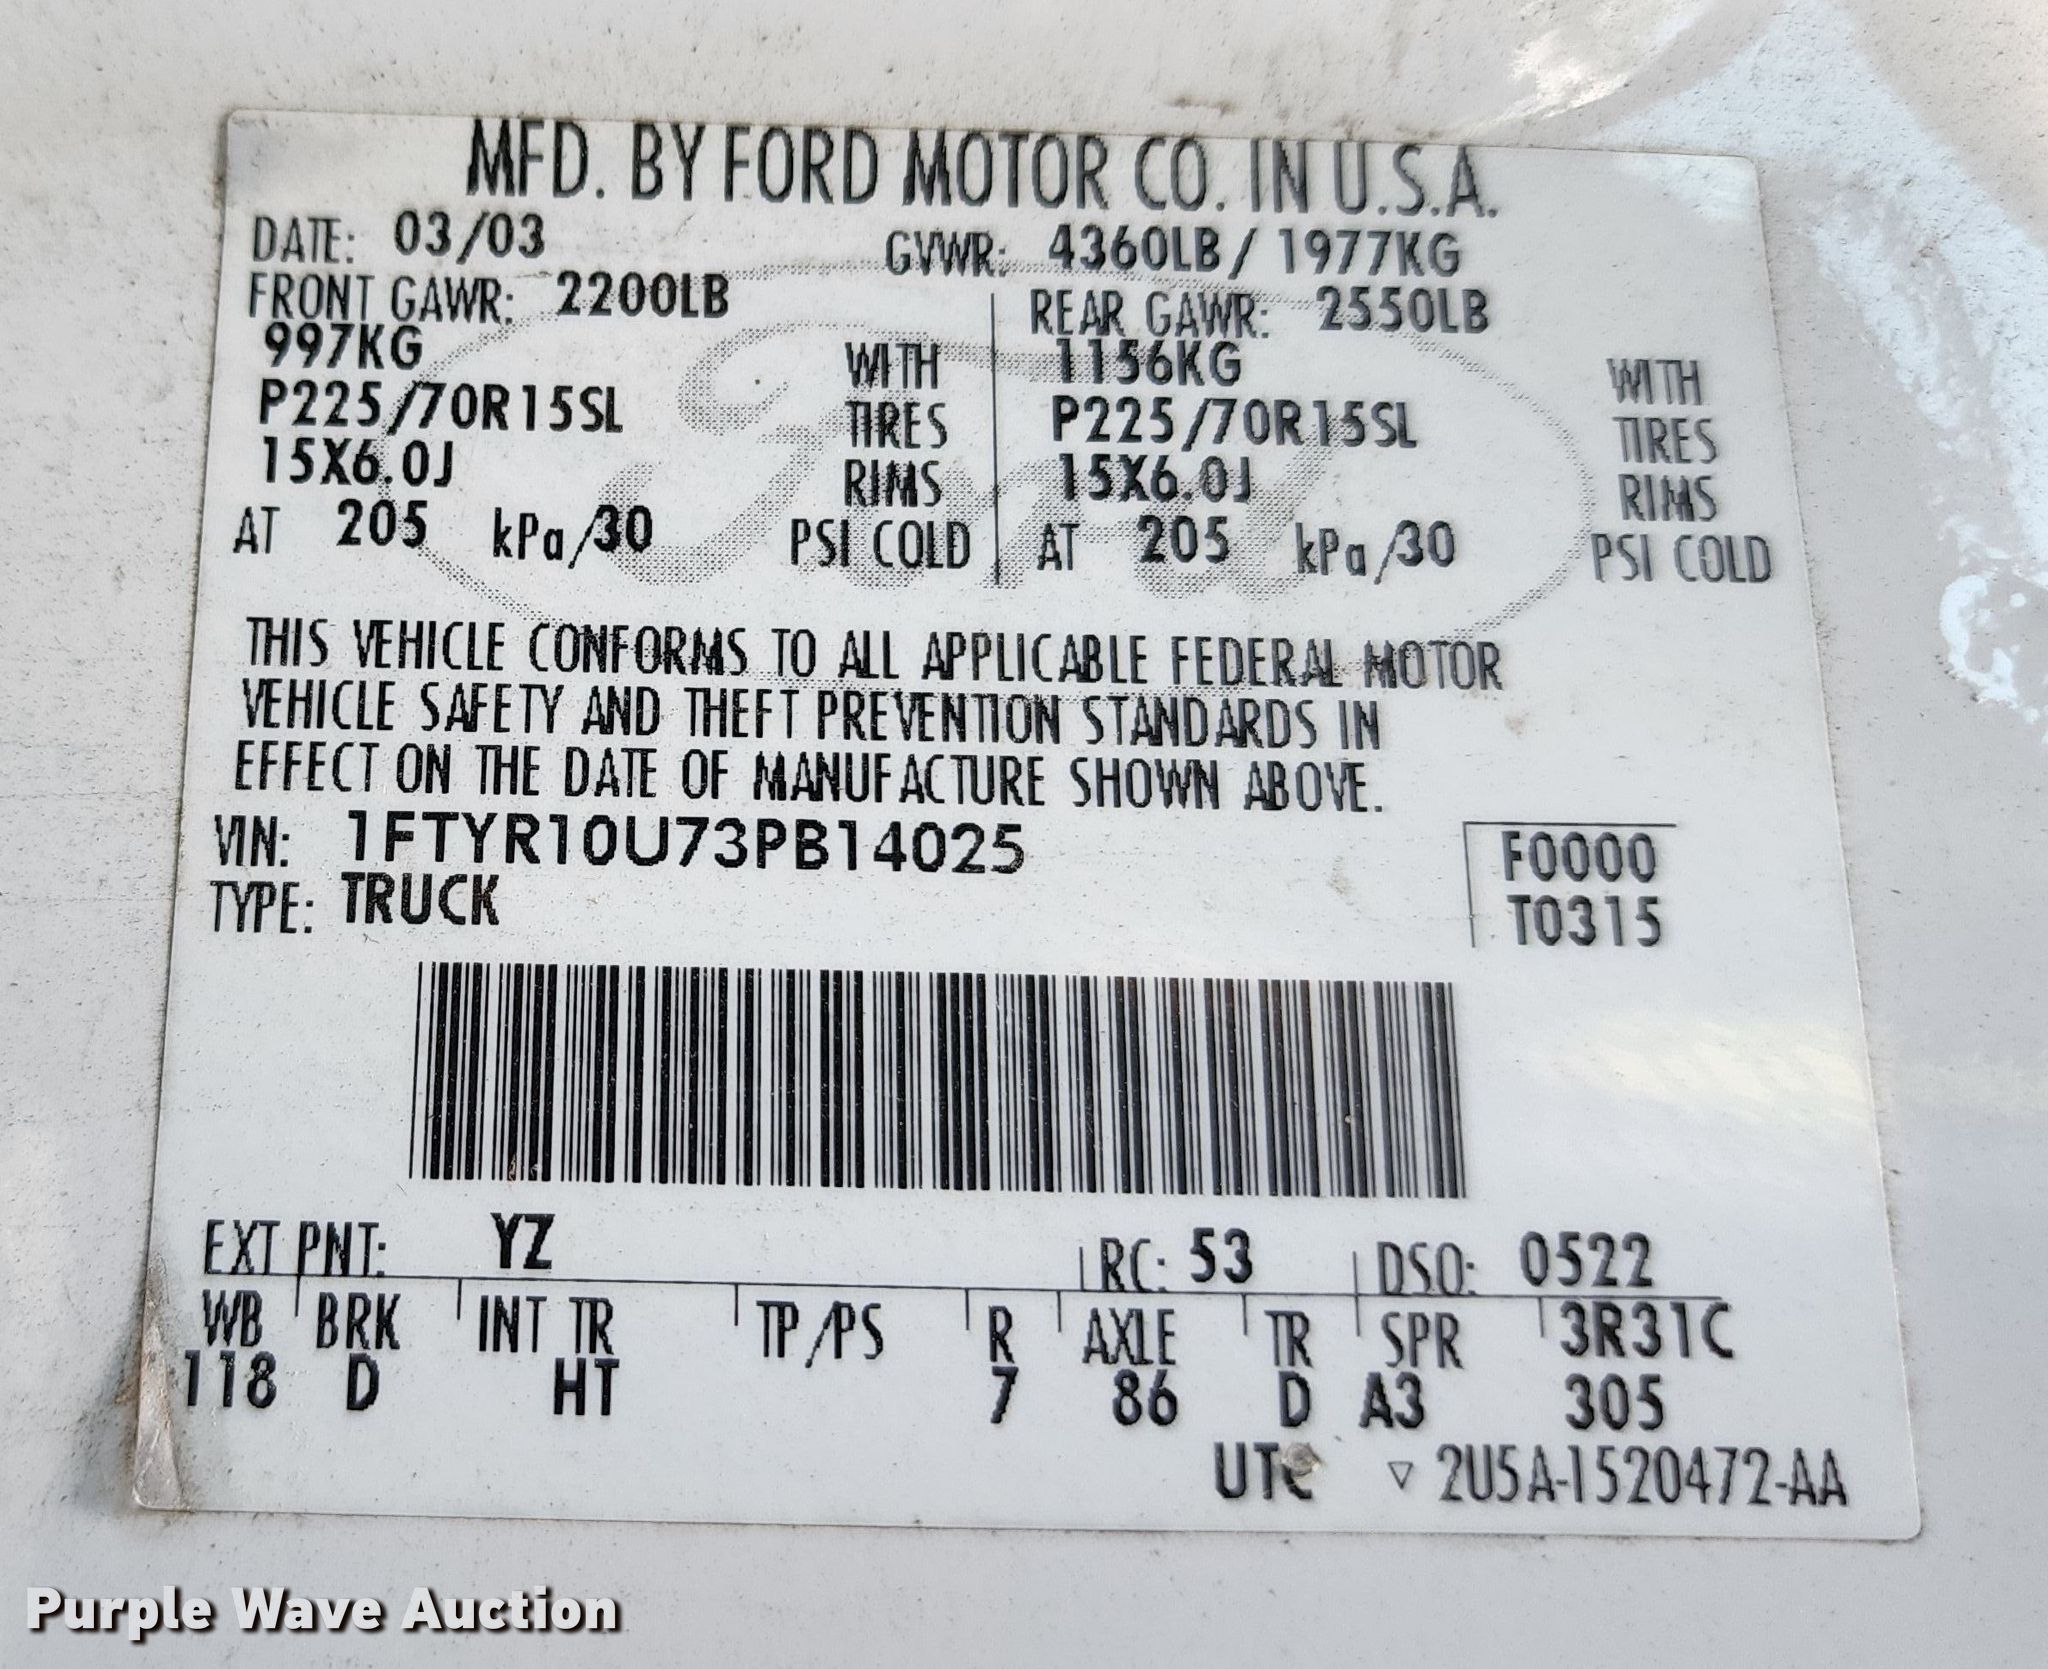 MFD. BY FORD MOTOR CO. IN U.S.A.
DATE: 03/03 GVWR: 4360LB/ 1977KG
FRONT GAWR: 2200LB REAR GAWR: 2550LB
997KG WITH 1156KG WITH
P225/70R15SL TIRES P225/70R15SL TIRES
15X6.0J RIMS 15X6.0J RIMS
AT 205 kPa/30 PSI COLD AT 205 kPa/30 PSI COLD
THIS VEHICLE CONFORMS TO ALL APPLICABLE FEDERAL MOTOR
VEHICLE SAFETY AND THEFT PREVENTION STANDARDS IN
EFFECT ON THE DATE OF MANUFACTURE SHOWN ABOVE.
VIN: 1FTYR10U73PB14025 F0000
TYPE: TRUCK T0315
EXT PNT: YZ RC: 53 DSO: 0522
WB BRK INT TR TP/PS R AXLE TR SPR 3R31C
118 D HT 7 86 D A3 305
UTC ▽ 2U5A-1520472-AA
Purple Wave Auction